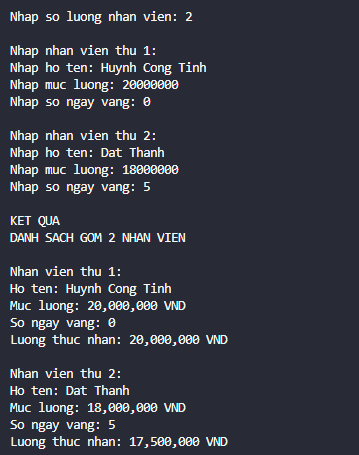 Nhap so luong nhan vien: 2
Nhap nhan vien thu 1:
Nhap ho ten: Huynh Cong Tinh
Nhap muc luong: 20000000
Nhap so ngay vang: 0
Nhap nhan vien thu 2:
Nhap ho ten: Dat Thanh
Nhap muc luong: 18000000
Nhap so ngay vang: 5
KET QUA
DANH SACH GOM 2 NHAN VIEN
Nhan vien thu 1:
Ho ten: Huynh Cong Tinh
Muc luong: 20,000,000 VND
So ngay vang: 0
Luong thuc nhan: 20,000,000 VND
Nhan vien thu 2:
Ho ten: Dat Thanh
Muc luong: 18,000,000 VND
So ngay vang: 5
Luong thuc nhan: 17,500,000 VND